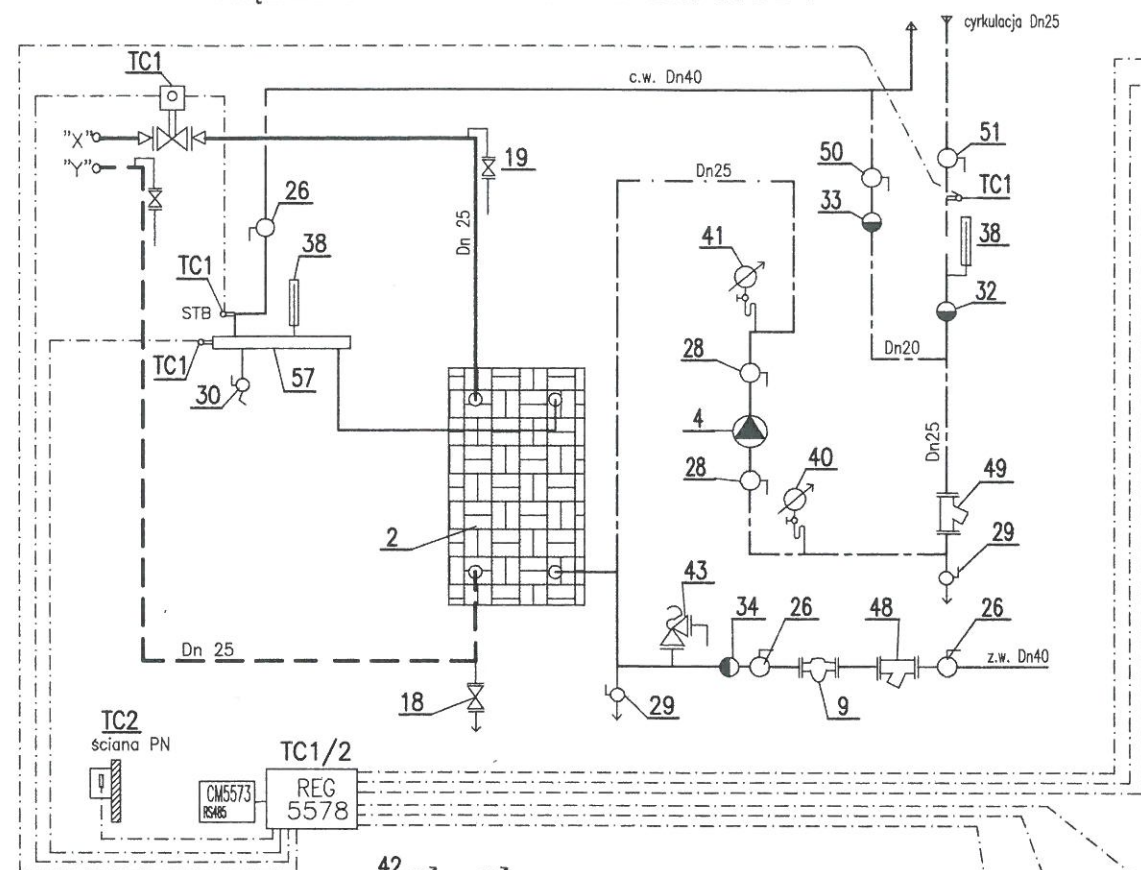 cyrkulacja Dn25
TC1
c.w. Dn40
"X"
"Y"
19
50
51
Dn25
TC1
26
33
38
41
Dn 25
38
TC1
STB
32
Dn20
TC1
57
30
28
4
28
40
Dn25
49
2
29
43
34
26
48
26
z.w. Dn40
Dn 25
18
29
9
TC2
ściana PN
TC1/2
CM5573
RS485
REG
5578
42